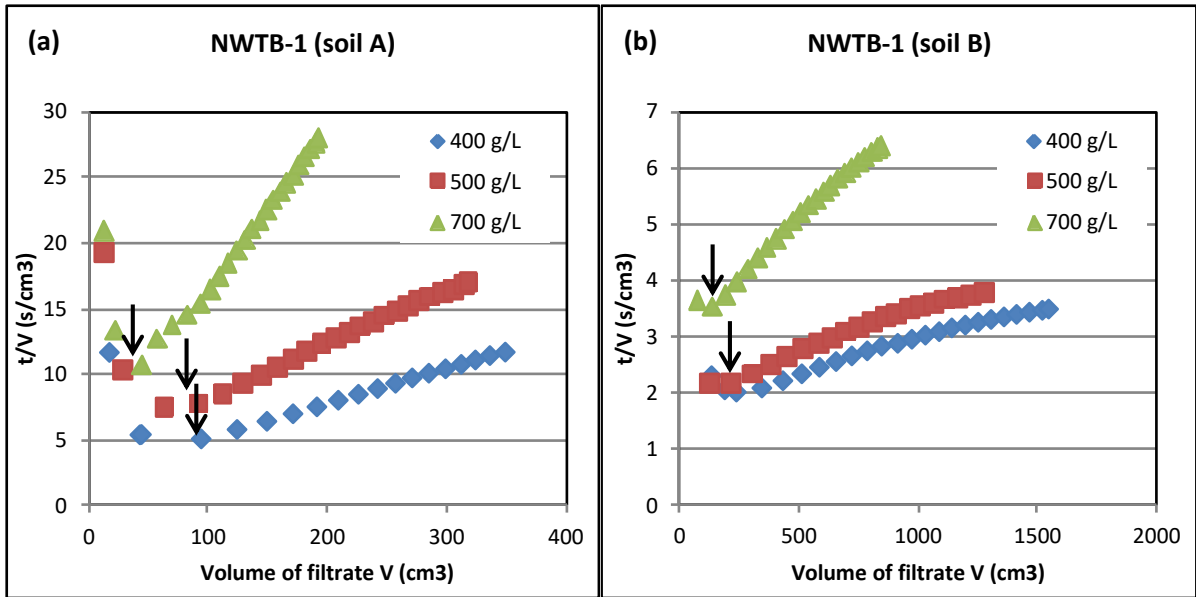 (a)
NWTB-1 (soil A)
30
25
20
15
10
5
0
t/V (s/cm3)
400 g/L
500 g/L
700 g/L
0 100 200 300 400
Volume of filtrate V (cm3)
(b)
NWTB-1 (soil B)
7
6
5
4
3
2
1
0
t/V (s/cm3)
400 g/L
500 g/L
700 g/L
0 500 1000 1500 2000
Volume of filtrate V (cm3)